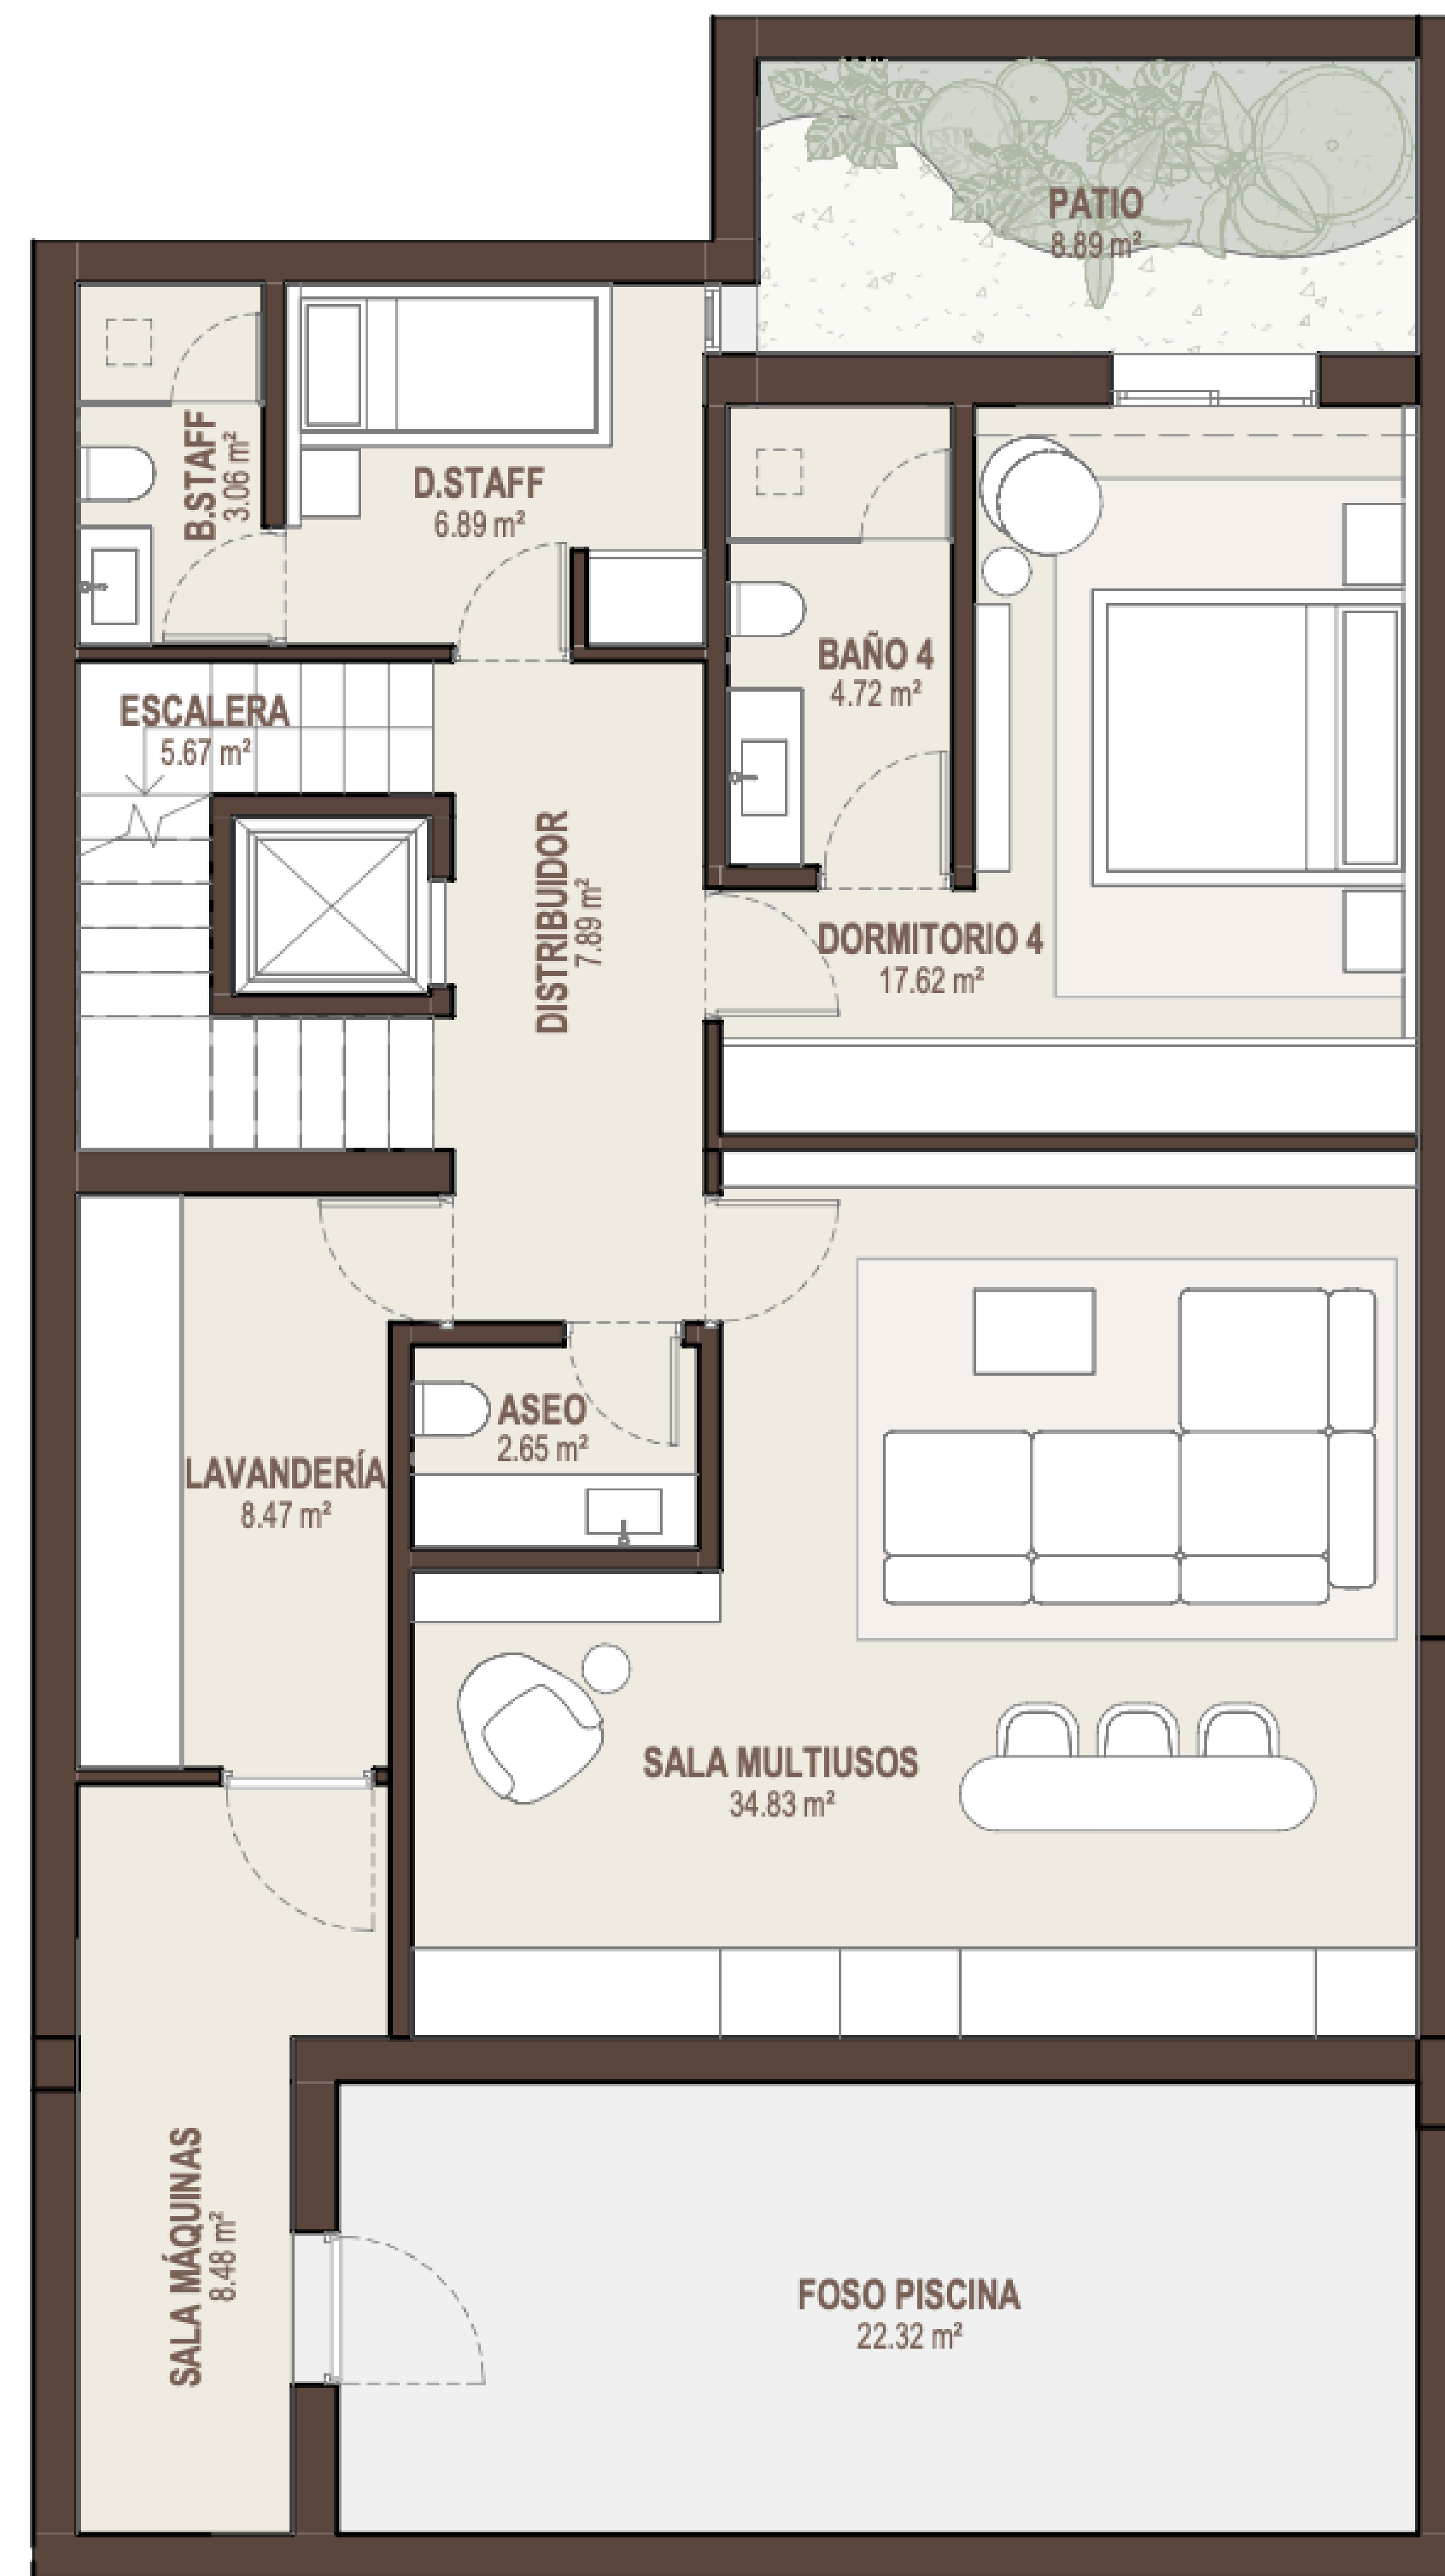 PATIO
8.89 m²
B.STAFF
3.06 m²
D.STAFF
6.89 m²
BAÑO 4
4.72 m²
ESCALERA
5.67 m²
DISTRIBUIDOR
7.89 m²
DORMITORIO 4
17.62 m²
ASEO
2.65 m²
LAVANDERÍA
8.47 m²
SALA MULTIUSOS
34.83 m²
SALA MÁQUINAS
8.48 m²
FOSO PISCINA
22.32 m²